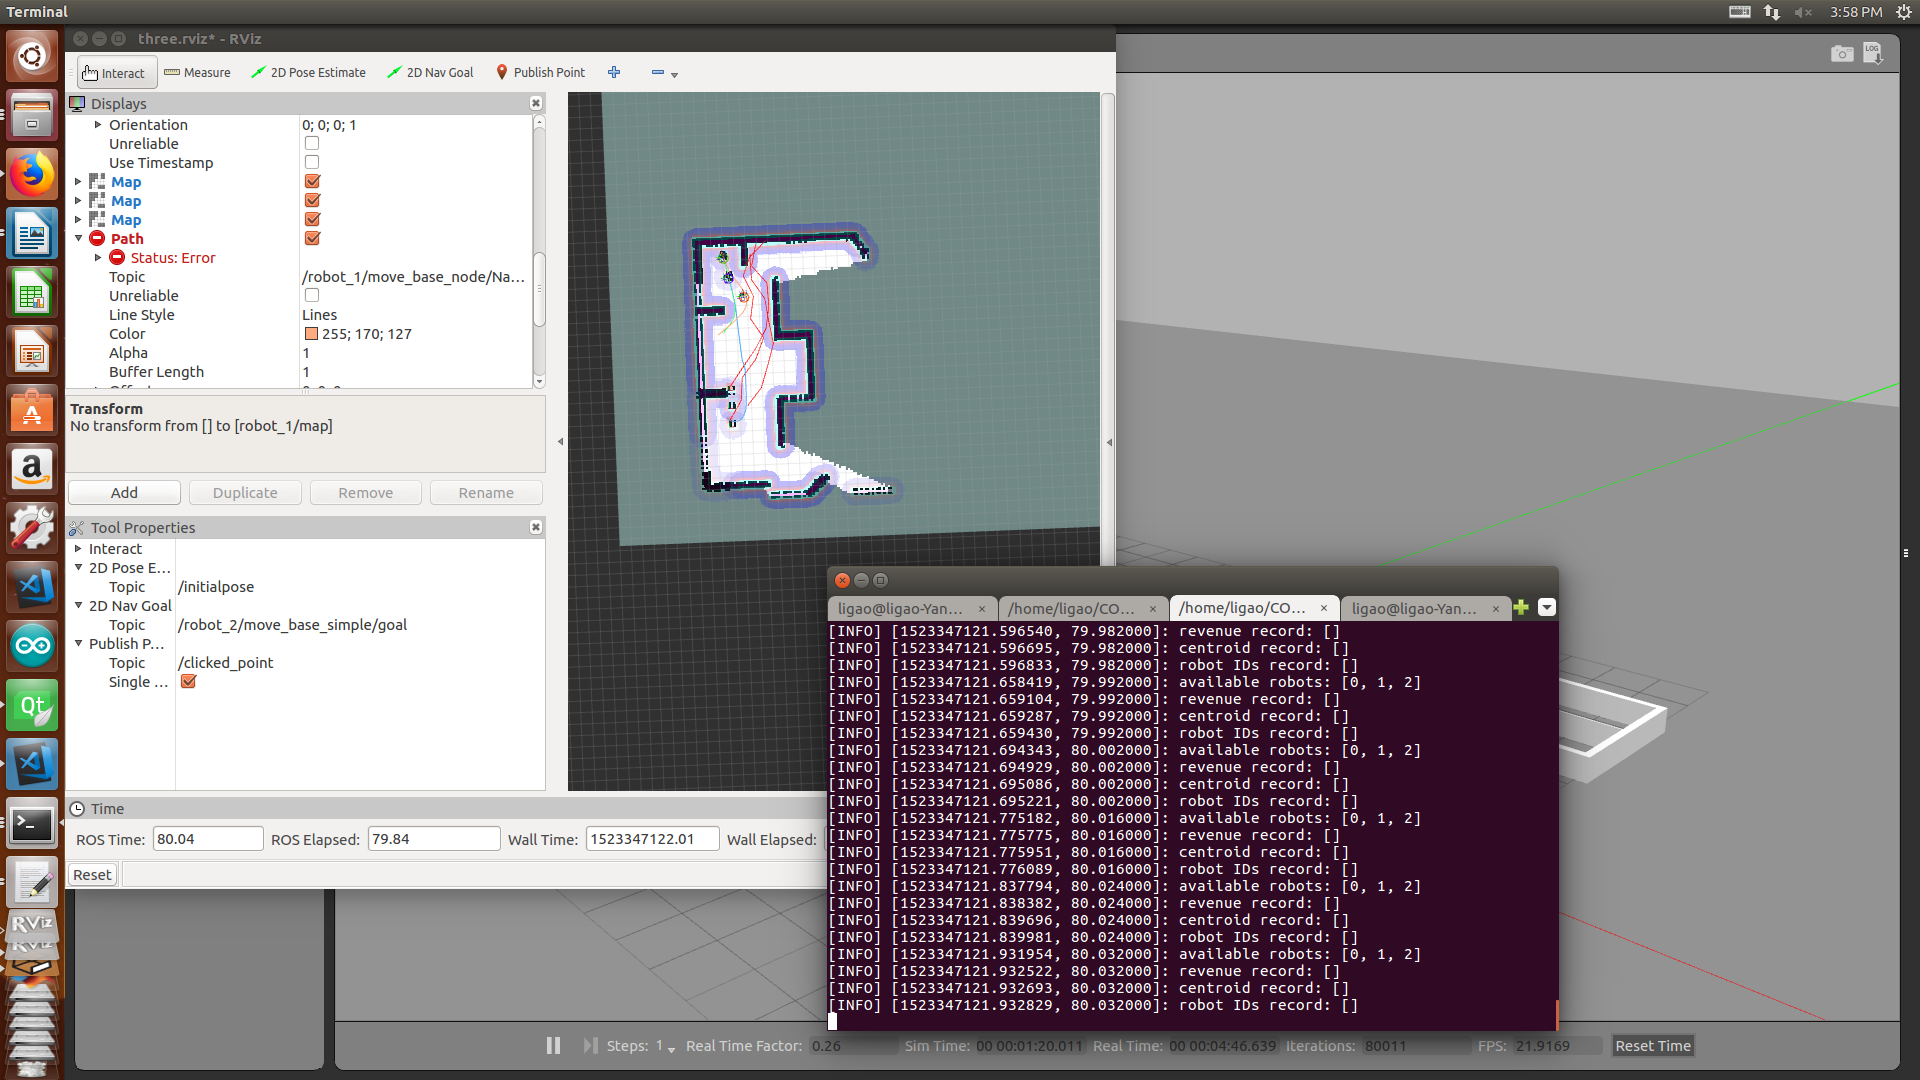 Terminal
3:58 PM
three.rviz* - RViz
Interact
Measure
2D Pose Estimate
2D Nav Goal
Publish Point
LOG
Displays
Orientation 0; 0; 0; 1
Unreliable
Use Timestamp
Map
Map
Map
Path
Status: Error
Topic /robot_1/move_base_node/Na...
Unreliable
Line Style Lines
Color 255; 170; 127
Alpha 1
Buffer Length 1
Transform
No transform from [] to [robot_1/map]
Add Duplicate Remove Rename
Tool Properties
Interact
2D Pose E...
Topic /initialpose
2D Nav Goal
Topic /robot_2/move_base_simple/goal
Publish P...
Topic /clicked_point
Single ...
Time
ROS Time: 80.04 ROS Elapsed: 79.84 Wall Time: 1523347122.01 Wall Elapsed:
Reset
ligao@ligao-Yan... /home/ligao/CO... /home/ligao/CO... ligao@ligao-Yan...
[INFO] [1523347121.596540, 79.982000]: revenue record: []
[INFO] [1523347121.596695, 79.982000]: centroid record: []
[INFO] [1523347121.596833, 79.982000]: robot IDs record: []
[INFO] [1523347121.658419, 79.992000]: available robots: [0, 1, 2]
[INFO] [1523347121.659104, 79.992000]: revenue record: []
[INFO] [1523347121.659287, 79.992000]: centroid record: []
[INFO] [1523347121.659430, 79.992000]: robot IDs record: []
[INFO] [1523347121.694343, 80.002000]: available robots: [0, 1, 2]
[INFO] [1523347121.694929, 80.002000]: revenue record: []
[INFO] [1523347121.695086, 80.002000]: centroid record: []
[INFO] [1523347121.695221, 80.002000]: robot IDs record: []
[INFO] [1523347121.775182, 80.016000]: available robots: [0, 1, 2]
[INFO] [1523347121.775775, 80.016000]: revenue record: []
[INFO] [1523347121.775951, 80.016000]: centroid record: []
[INFO] [1523347121.776089, 80.016000]: robot IDs record: []
[INFO] [1523347121.837794, 80.024000]: available robots: [0, 1, 2]
[INFO] [1523347121.838382, 80.024000]: revenue record: []
[INFO] [1523347121.839696, 80.024000]: centroid record: []
[INFO] [1523347121.839981, 80.024000]: robot IDs record: []
[INFO] [1523347121.931954, 80.032000]: available robots: [0, 1, 2]
[INFO] [1523347121.932522, 80.032000]: revenue record: []
[INFO] [1523347121.932693, 80.032000]: centroid record: []
[INFO] [1523347121.932829, 80.032000]: robot IDs record: []
Steps: 1 Real Time Factor: 0.26 Sim Time: 00 00:01:20.011 Real Time: 00 00:04:46.639 Iterations: 80011 FPS: 21.9169 Reset Time
Qt
RViz
RViz